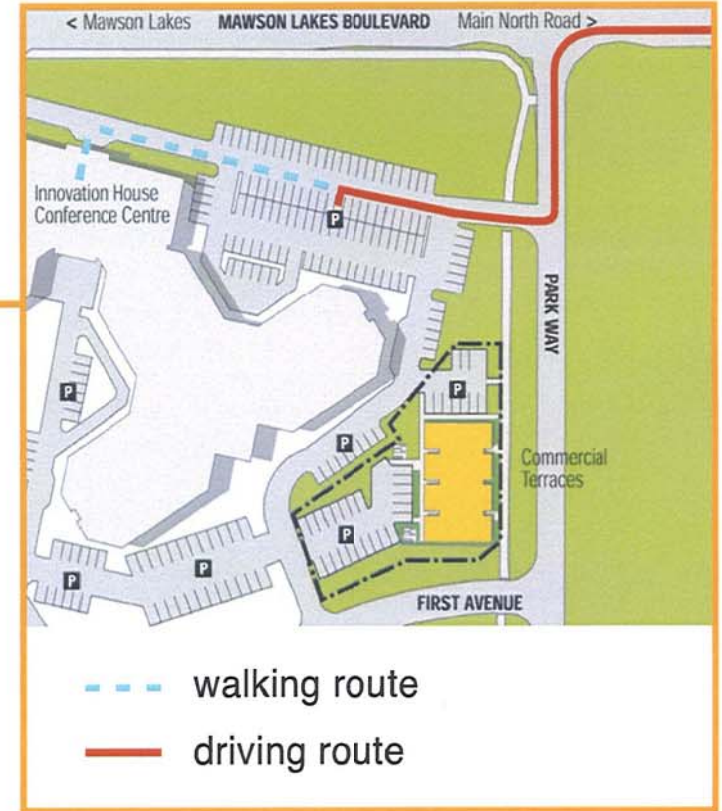 < Mawson Lakes MAWSON LAKES BOULEVARD Main North Road >
Innovation House
Conference Centre
P
PARK WAY
P
P
P
Commercial
Terraces
P
P
P
FIRST AVENUE
walking route
driving route